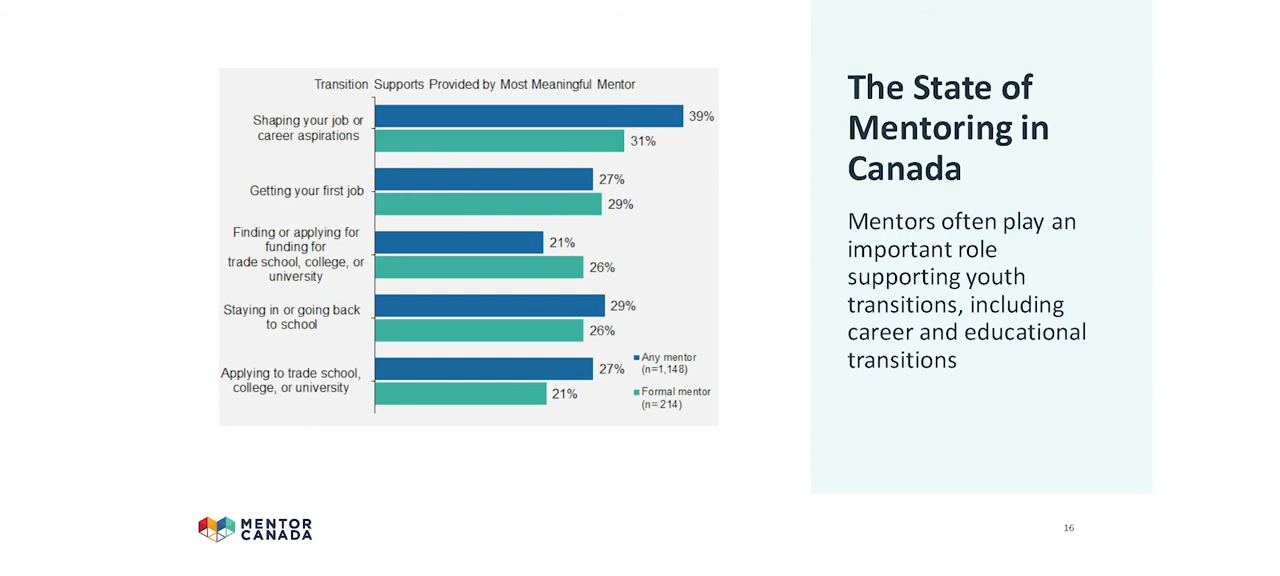 Transition Supports Provided by Most Meaningful Mentor
Shaping your job or
career aspirations
39%
31%
Getting your first job
27%
29%
Finding or applying for
funding for
trade school, college, or
university
21%
26%
Staying in or going back
to school
29%
26%
Applying to trade school,
college, or university
27%
21%
Any mentor
(n=1,148)
Formal mentor
(n= 214)
The State of
Mentoring in
Canada
Mentors often play an
important role
supporting youth
transitions, including
career and educational
transitions
MENTOR
CANADA
16